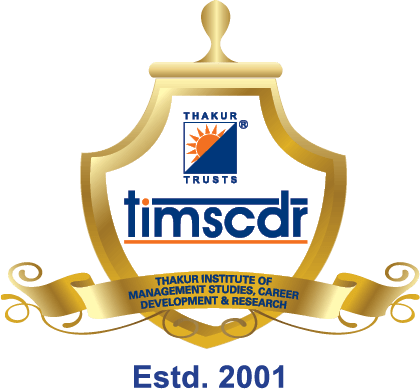 THAKUR
®
TRUSTS
timscdr
THAKUR INSTITUTE OF
MANAGEMENT STUDIES, CAREER
DEVELOPMENT & RESEARCH
Estd. 2001